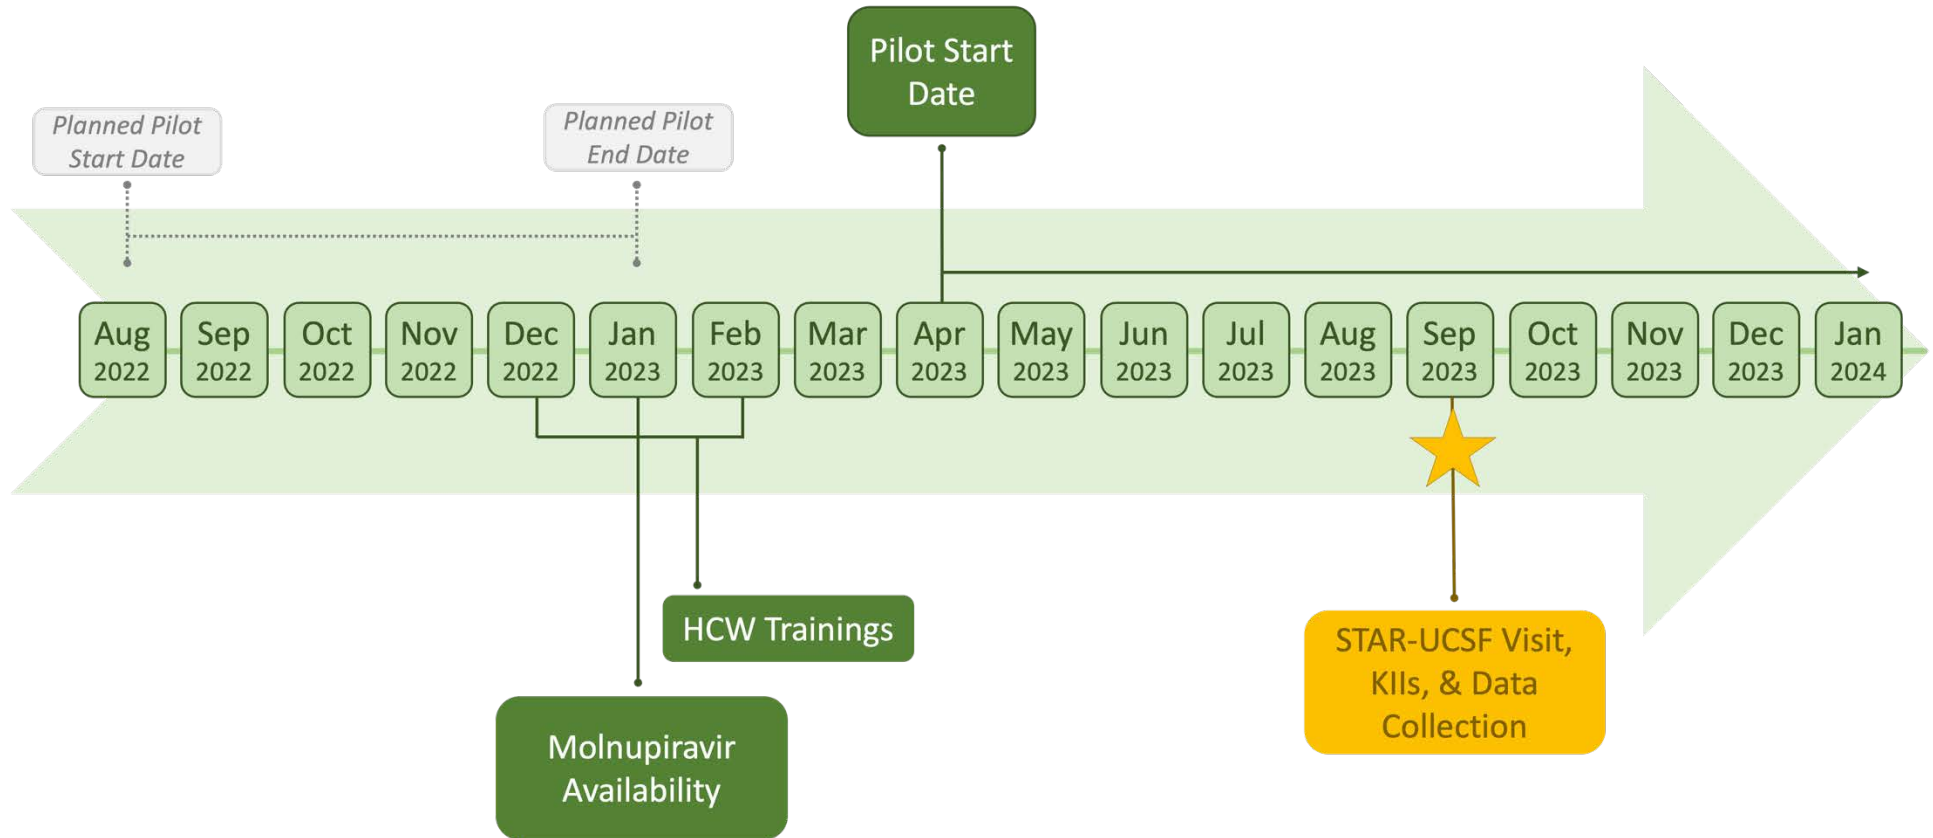 Pilot Start
Date
Planned Pilot
Start Date
Planned Pilot
End Date
Aug
2022
Sep
2022
Oct
2022
Nov
2022
Dec
2022
Jan
2023
Feb
2023
Mar
2023
Apr
2023
May
2023
Jun
2023
Jul
2023
Aug
2023
Sep
2023
Oct
2023
Nov
2023
Dec
2023
Jan
2024
HCW Trainings
Molnupiravir
Availability
STAR-UCSF Visit,
KIIs, & Data
Collection